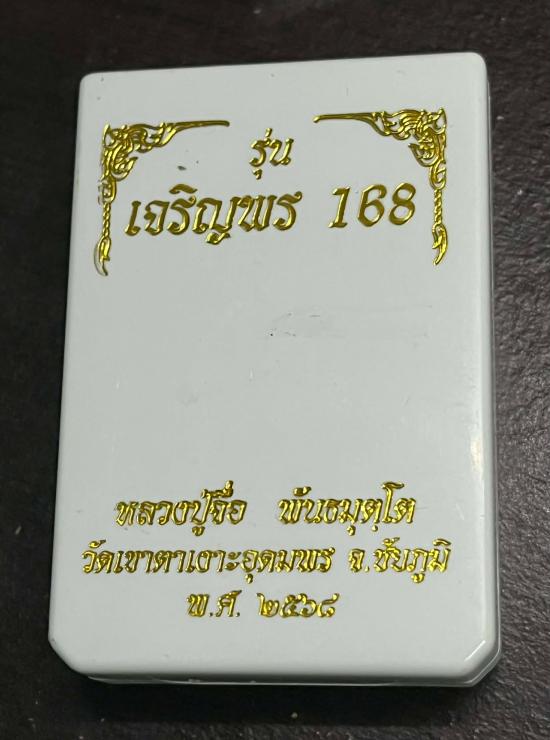 รุ่น
เจริญพร 168
หลวงปู่จื่อ พันธมุตฺโต
วัดเขาตาเงาะอุดมพร จ.ชัยภูมิ
พ.ศ. ๒๕๖๘